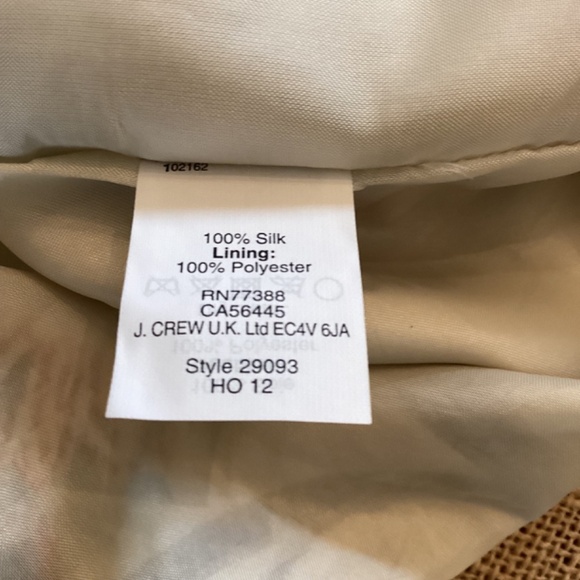 102162
100% Silk
Lining:
100% Polyester
RN77388
CA56445
J. CREW U.K. Ltd EC4V 6JA
Style 29093
HO 12